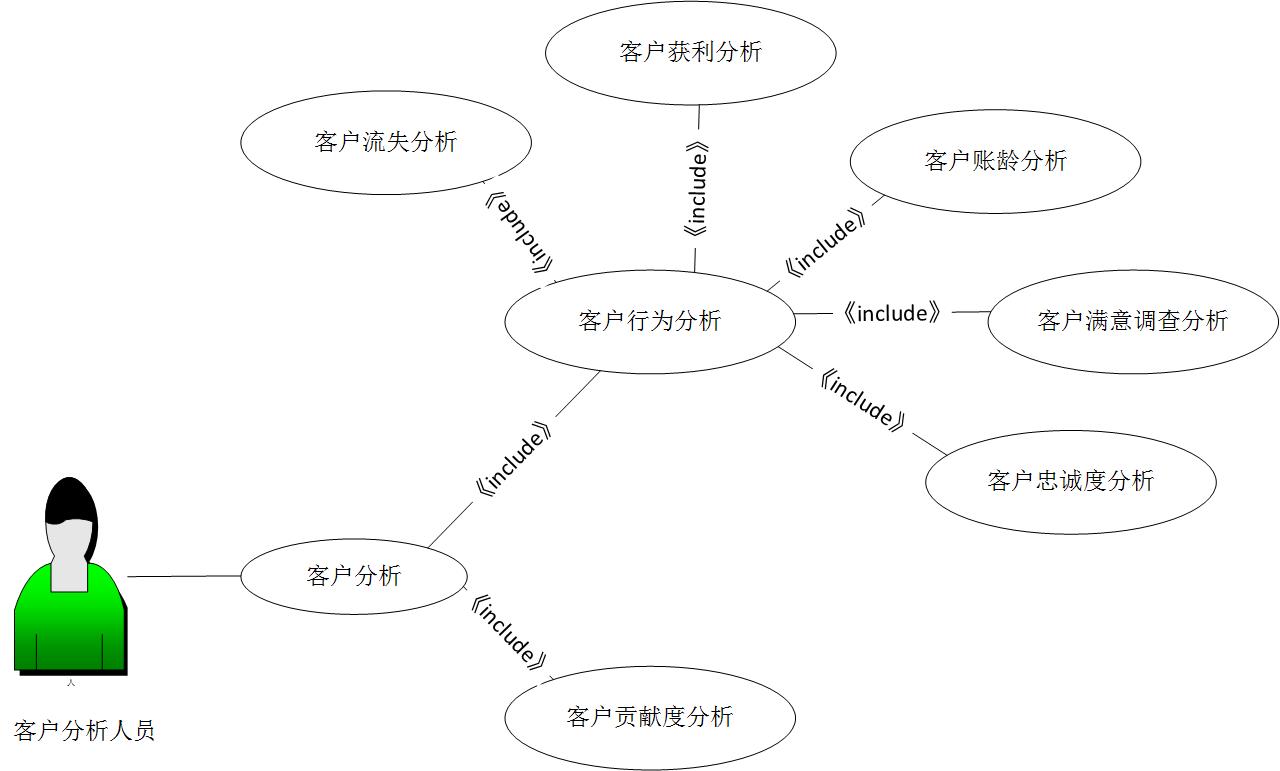 客户获利分析
客户流失分析
客户账龄分析
《include》
《include》
《include》
客户行为分析
《include》
客户满意调查分析
《include》
客户忠诚度分析
《include》
客户分析
《include》
客户贡献度分析
人
客户分析人员